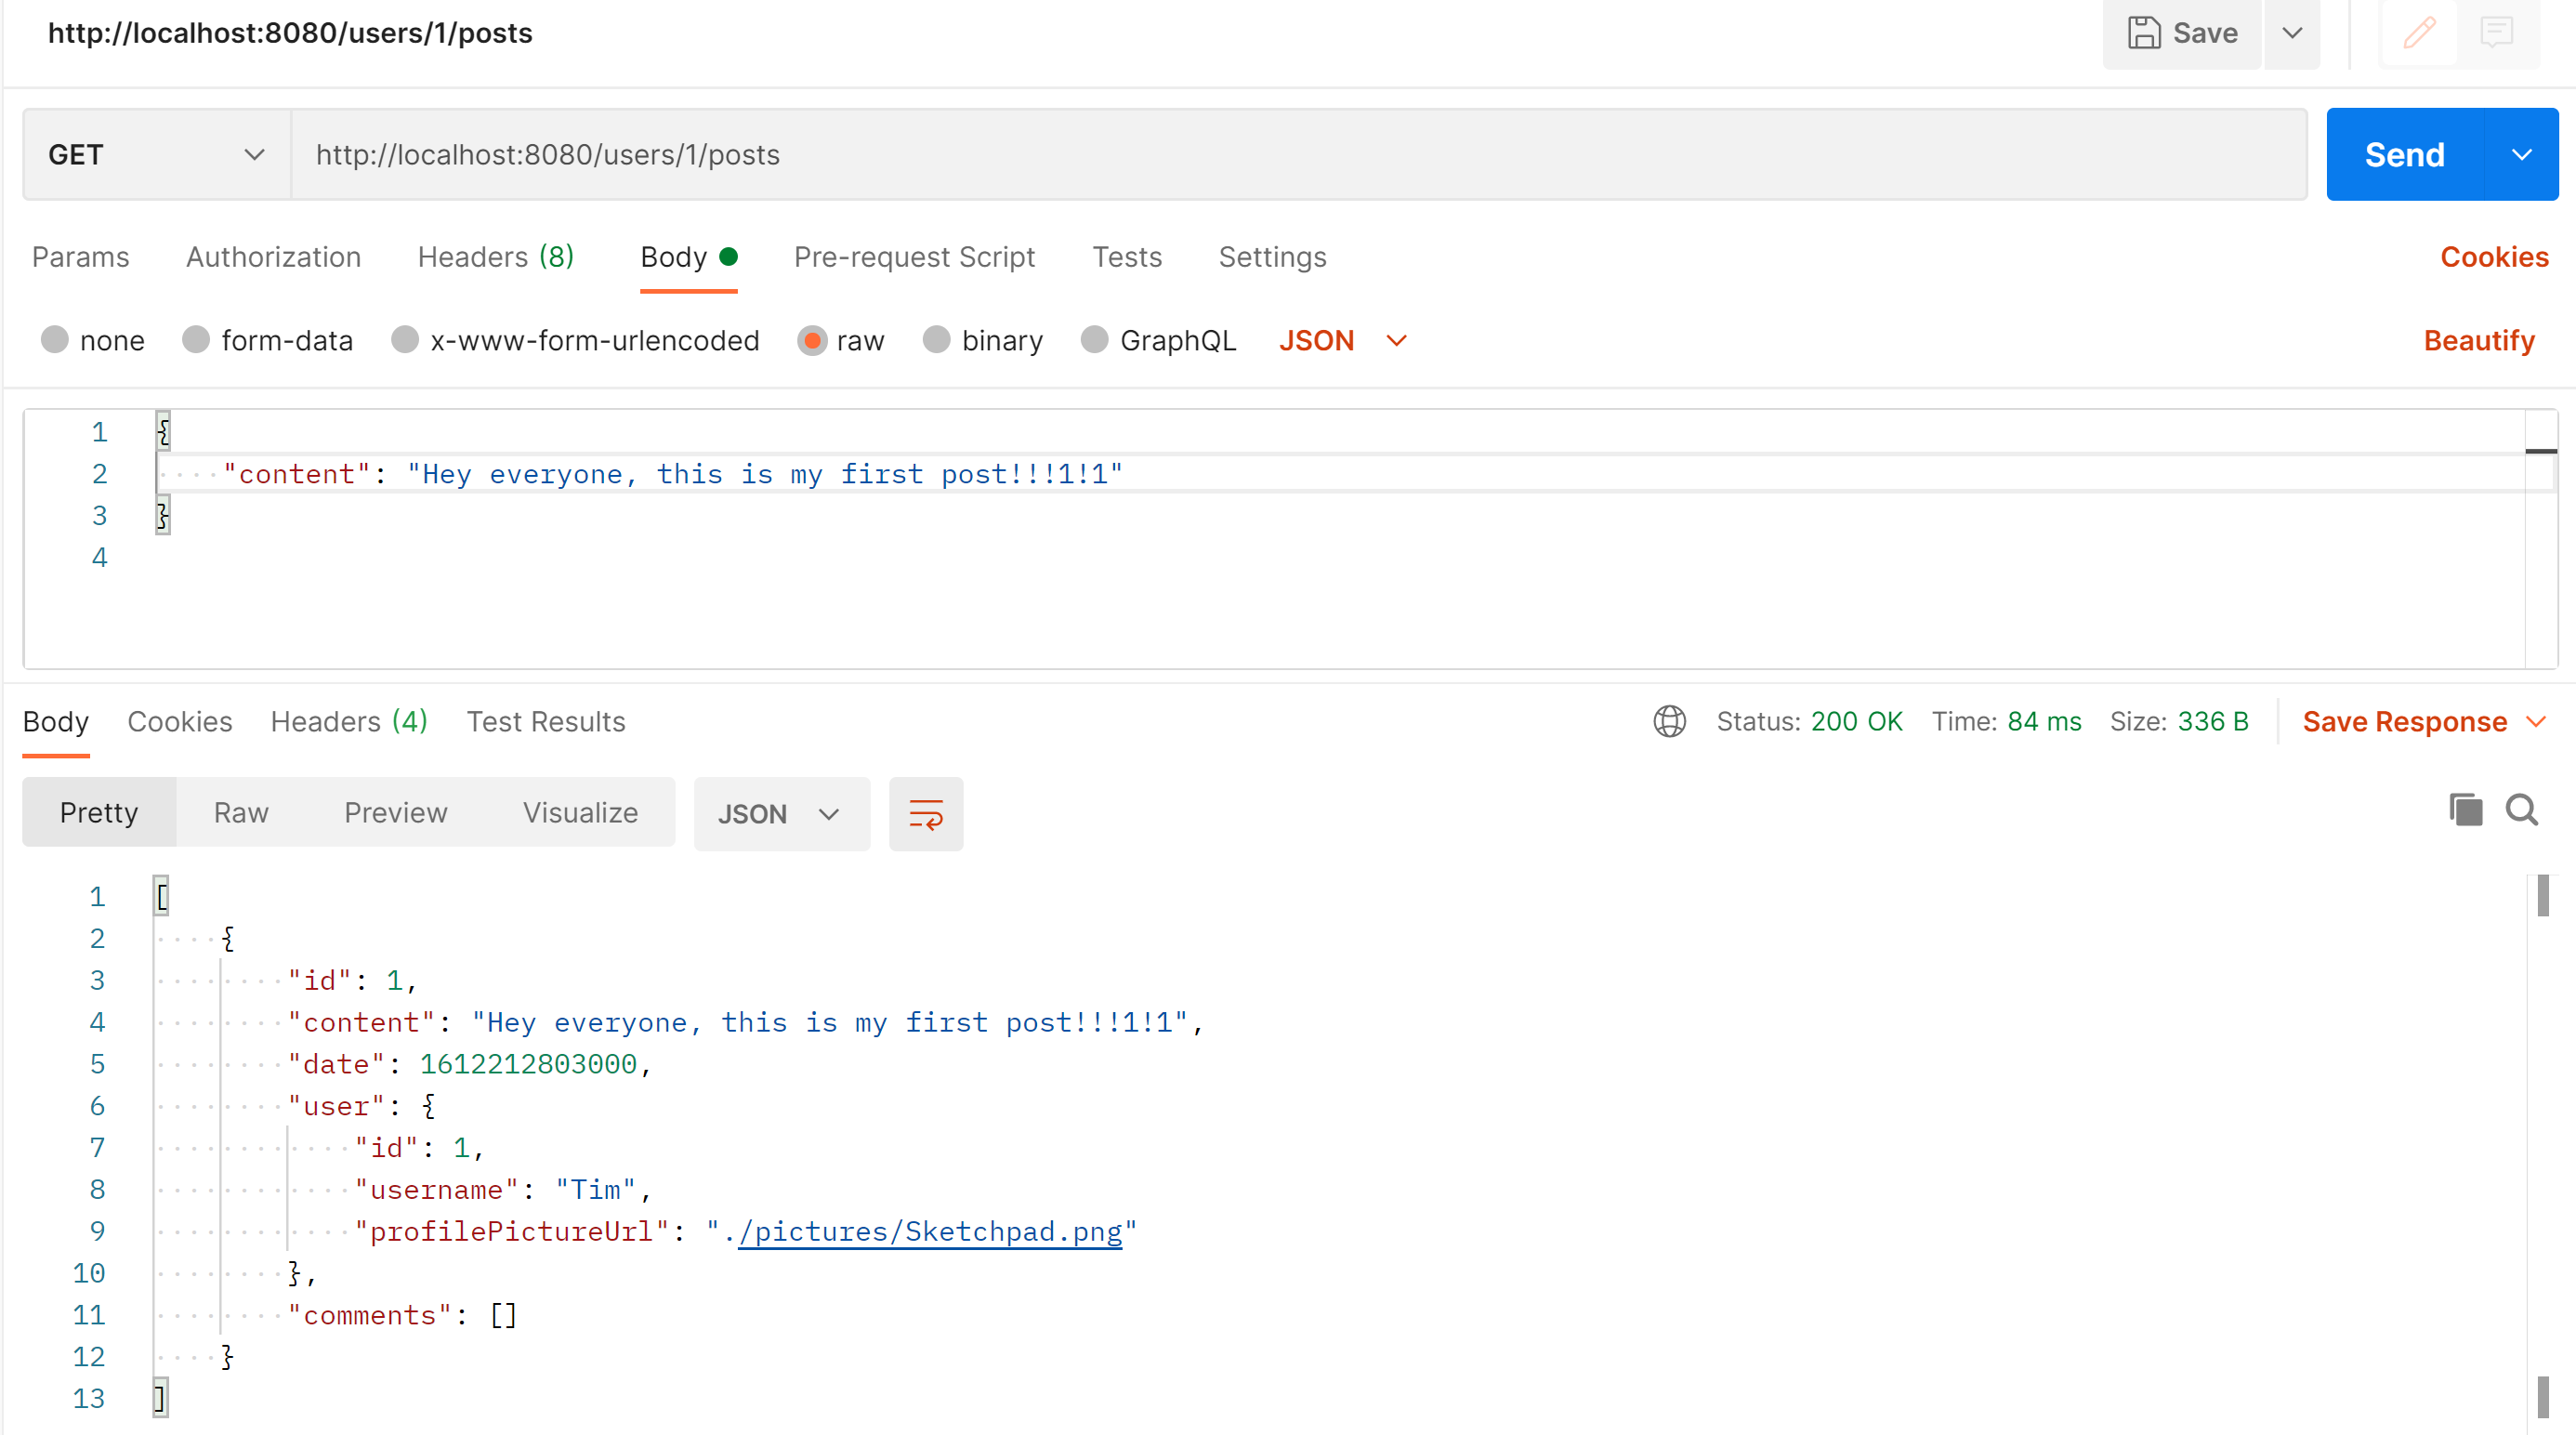 http://localhost:8080/users/1/posts Save
GET http://localhost:8080/users/1/posts Send
Params Authorization Headers (8) Body Pre-request Script Tests Settings Cookies
none form-data x-www-form-urlencoded raw binary GraphQL JSON Beautify
1 {
2 "content": "Hey everyone, this is my first post!!!1!1"
3 }
4
Body Cookies Headers (4) Test Results Status: 200 OK Time: 84 ms Size: 336 B Save Response
Pretty Raw Preview Visualize JSON
1 [
2 {
3 "id": 1,
4 "content": "Hey everyone, this is my first post!!!1!1",
5 "date": 1612212803000,
6 "user": {
7 "id": 1,
8 "username": "Tim",
9 "profilePictureUrl": "./pictures/Sketchpad.png"
10 },
11 "comments": []
12 }
13 ]